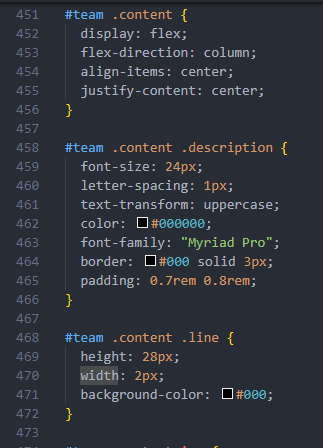 451 #team .content {
452 display: flex;
453 flex-direction: column;
454 align-items: center;
455 justify-content: center;
456 }
457
458 #team .content .description {
459 font-size: 24px;
460 letter-spacing: 1px;
461 text-transform: uppercase;
462 color: #000000;
463 font-family: "Myriad Pro";
464 border: #000 solid 3px;
465 padding: 0.7rem 0.8rem;
466 }
467
468 #team .content .line {
469 height: 28px;
470 width: 2px;
471 background-color: #000;
472 }
473